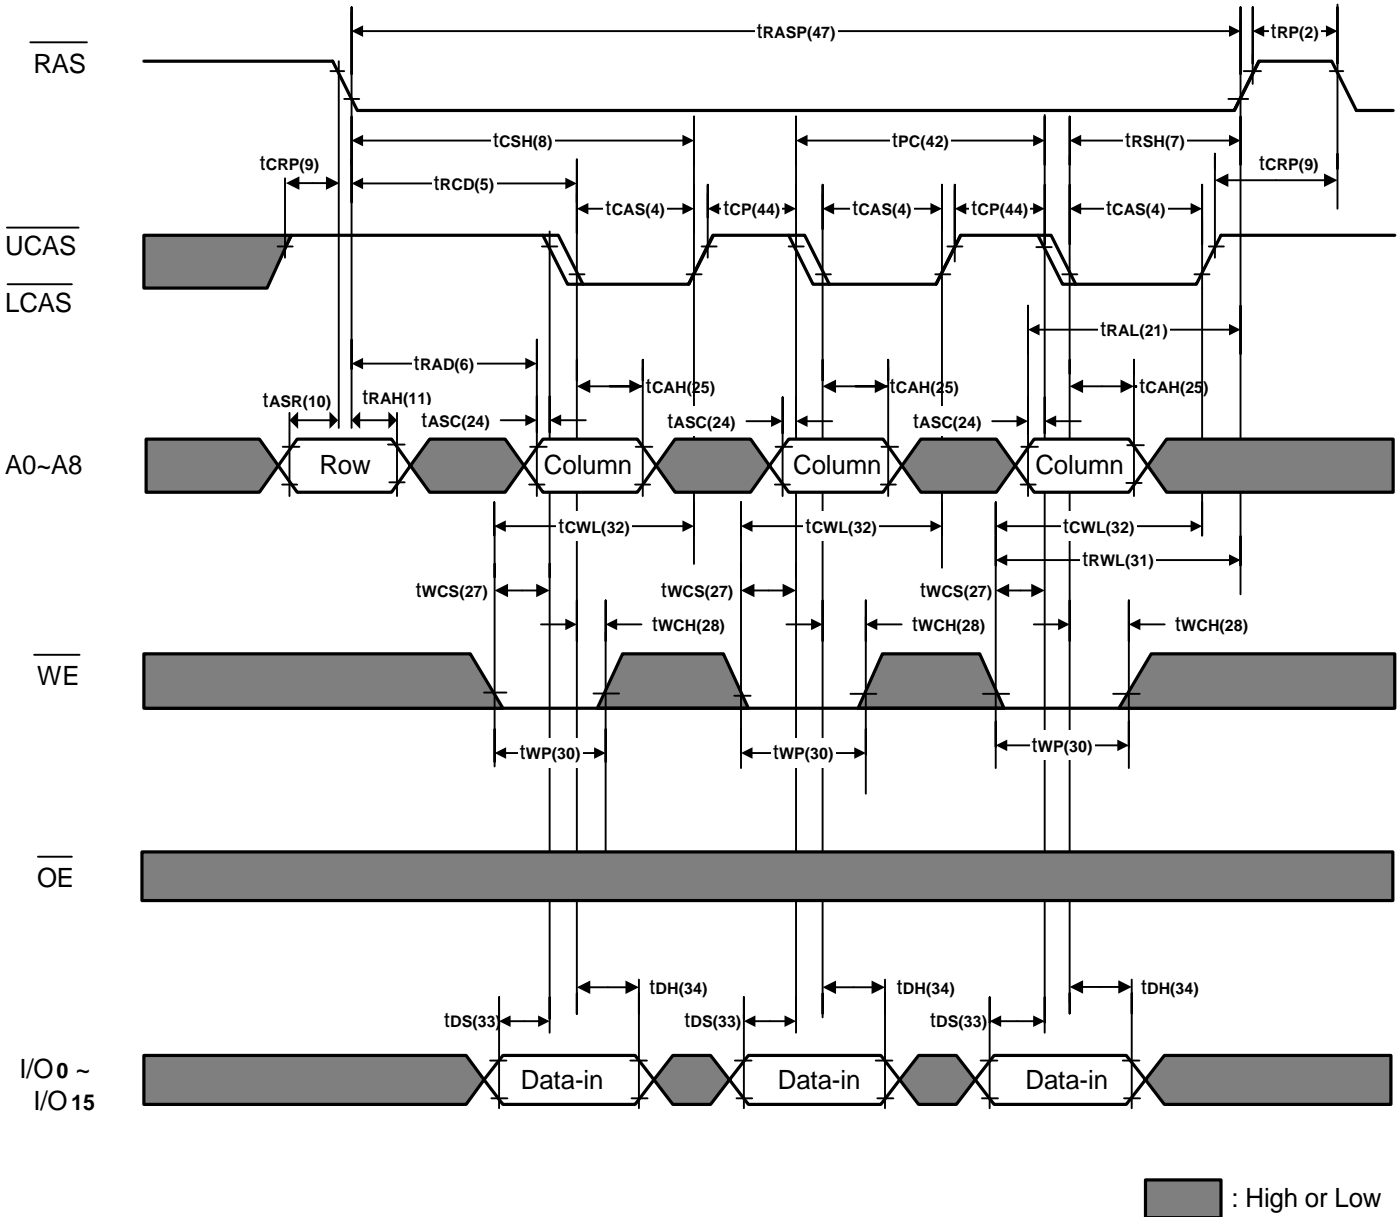 tRASP(47) tRP(2)
RAS
tCSH(8) tPC(42) tRSH(7)
tCRP(9) tRCD(5) tCRP(9)
tCAS(4) tCP(44) tCAS(4) tCP(44) tCAS(4)
UCAS
LCAS
tRAL(21)
tRAD(6)
tASR(10) tRAH(11) tCAH(25) tCAH(25) tCAH(25)
tASC(24) tASC(24) tASC(24)
A0~A8 Row Column Column Column
tCWL(32) tCWL(32) tCWL(32)
tRWL(31)
tWCS(27) tWCS(27) tWCS(27)
tWCH(28) tWCH(28) tWCH(28)
WE
tWP(30) tWP(30) tWP(30)
OE
tDH(34) tDH(34) tDH(34)
tDS(33) tDS(33) tDS(33)
I/O0 ~
I/O15
Data-in Data-in Data-in
: High or Low